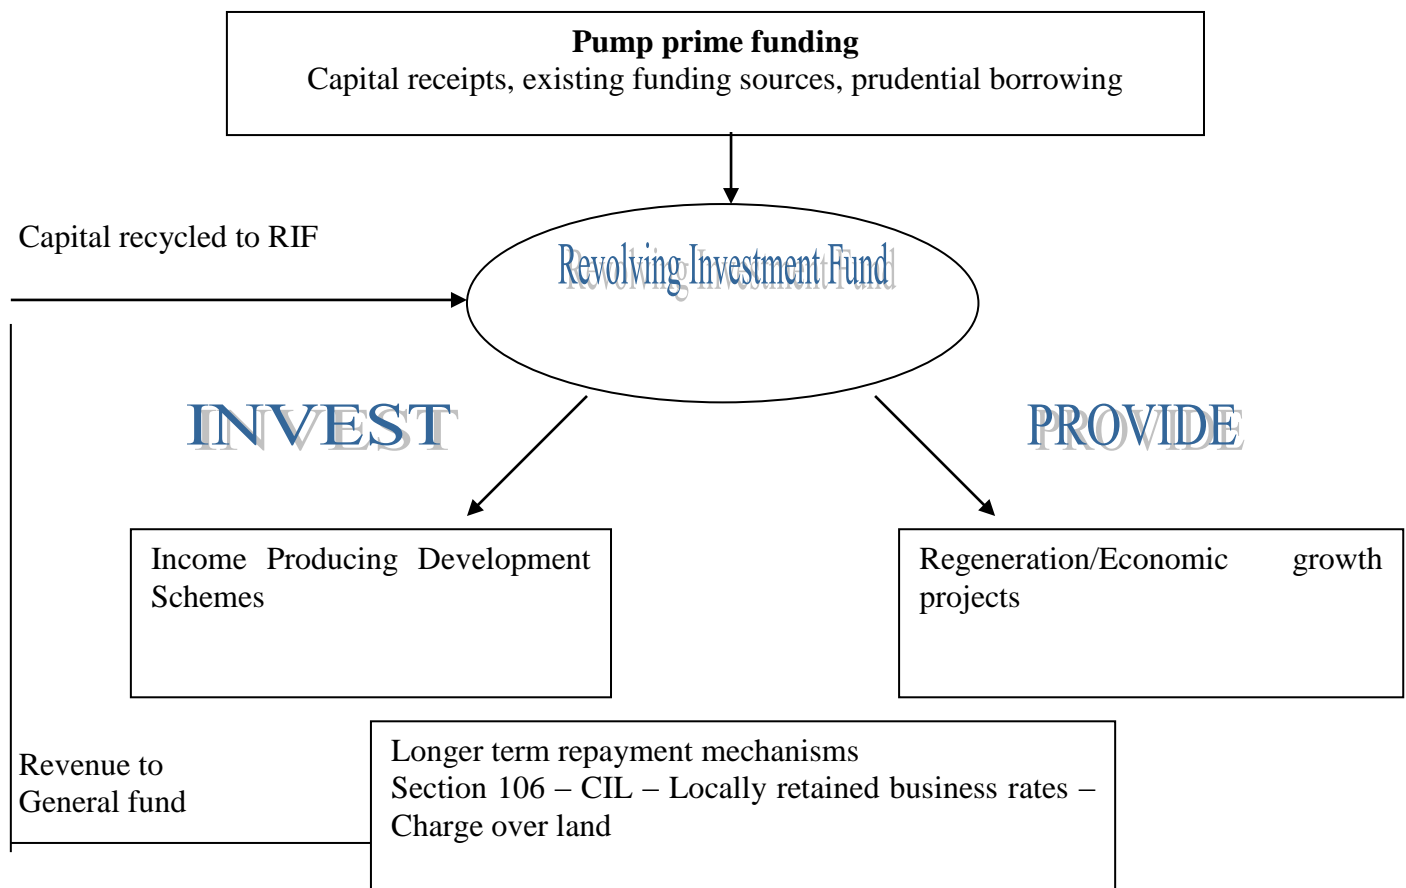 Pump prime funding
Capital receipts, existing funding sources, prudential borrowing
Capital recycled to RIF
Revolving Investment Fund
INVEST
PROVIDE
Income Producing Development
Schemes
Regeneration/Economic growth
projects
Revenue to
General fund
Longer term repayment mechanisms
Section 106 – CIL – Locally retained business rates –
Charge over land